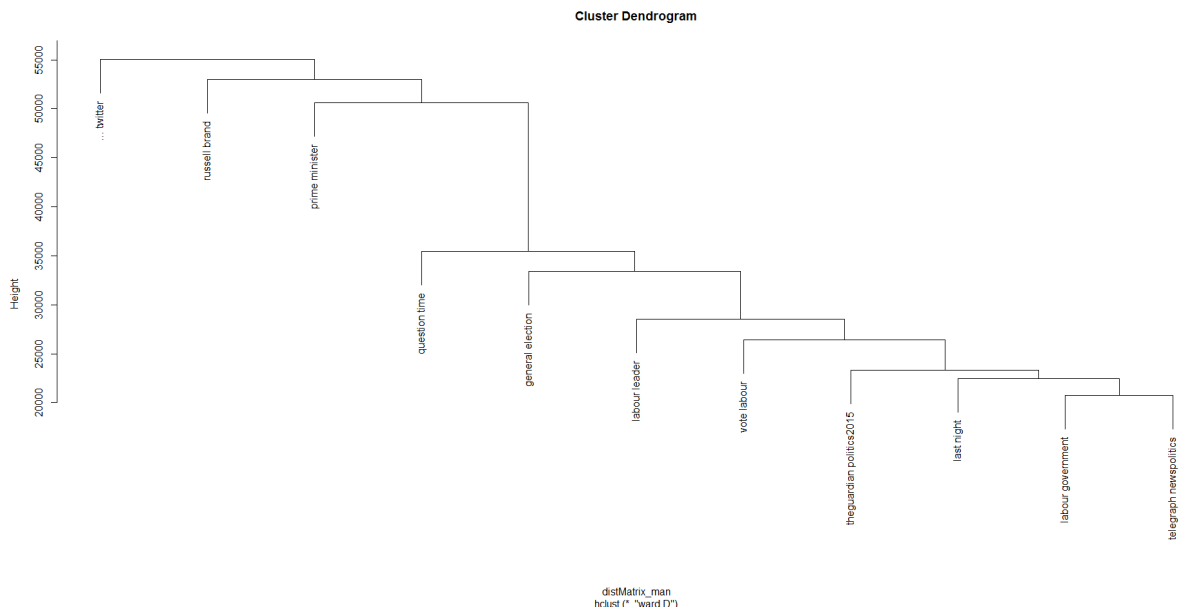 Cluster Dendrogram
Height
55000
50000
45000
40000
35000
30000
25000
20000
... twitter
russell brand
prime minister
question time
general election
labour leader
vote labour
theguardian politics2015
last night
labour government
telegraph newspolitics
distMatrix_man
hclust (*, "ward.D")